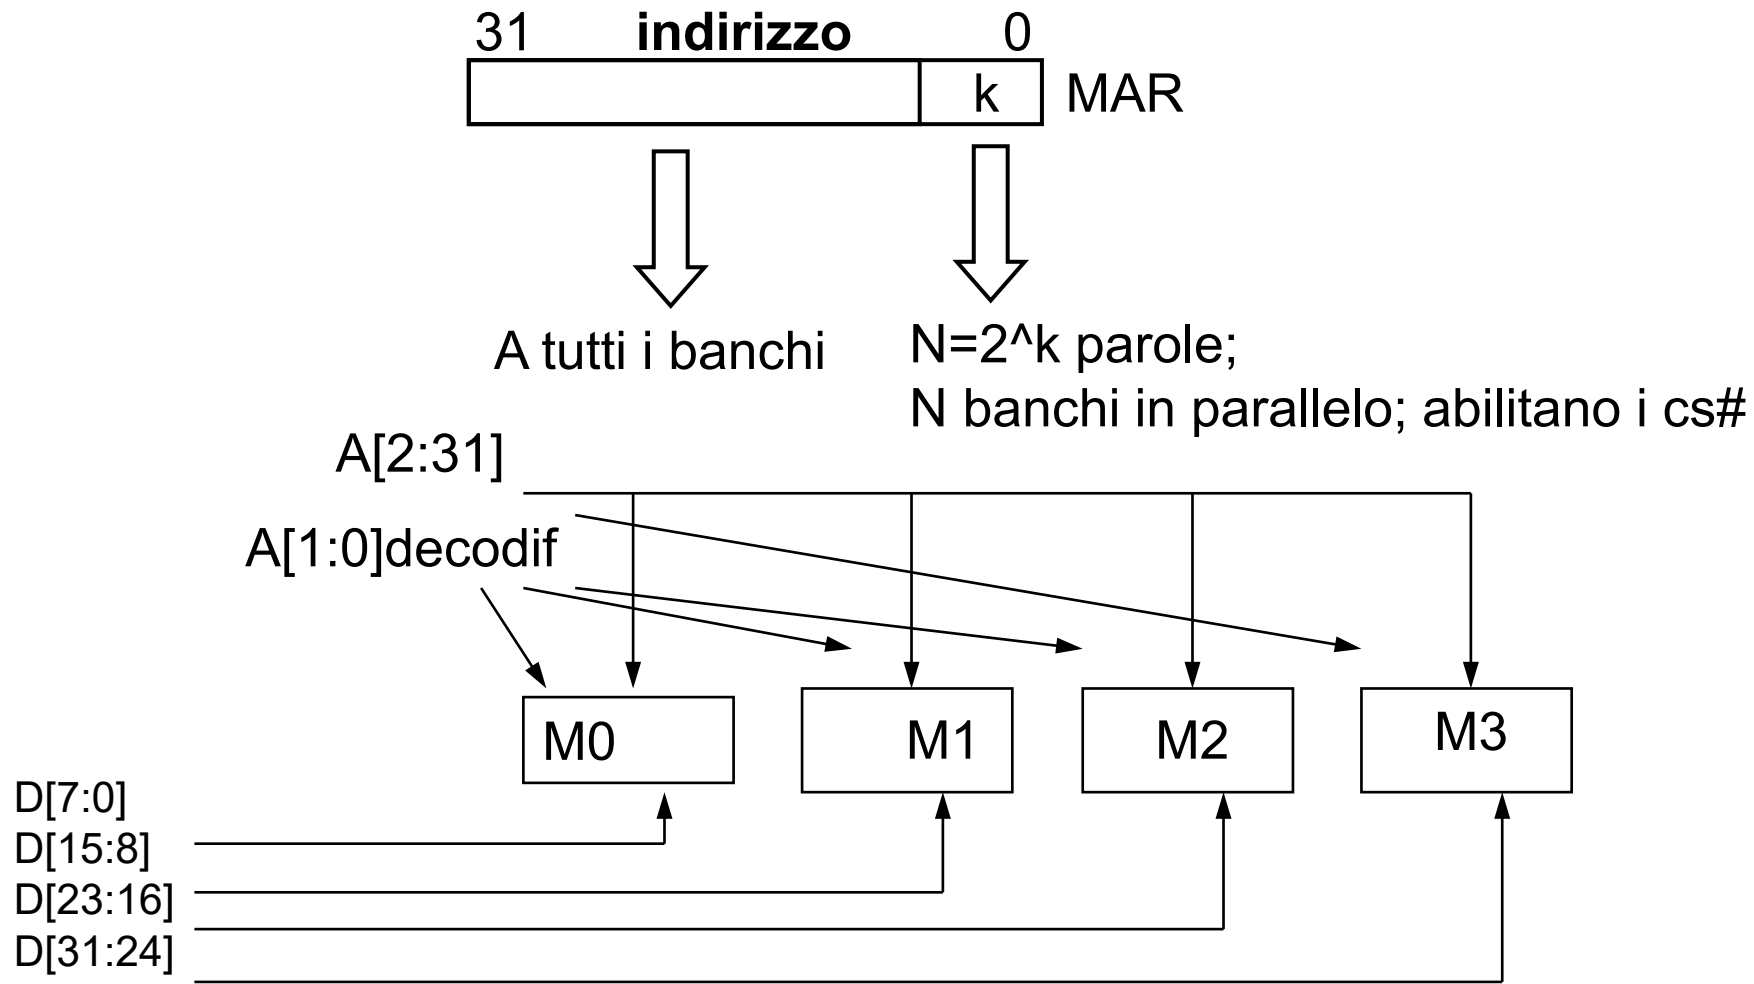 31 indirizzo 0
k MAR
A tutti i banchi
N=2^k parole;
N banchi in parallelo; abilitano i cs#
A[2:31]
A[1:0]decodif
M0 M1 M2 M3
D[7:0]
D[15:8]
D[23:16]
D[31:24]